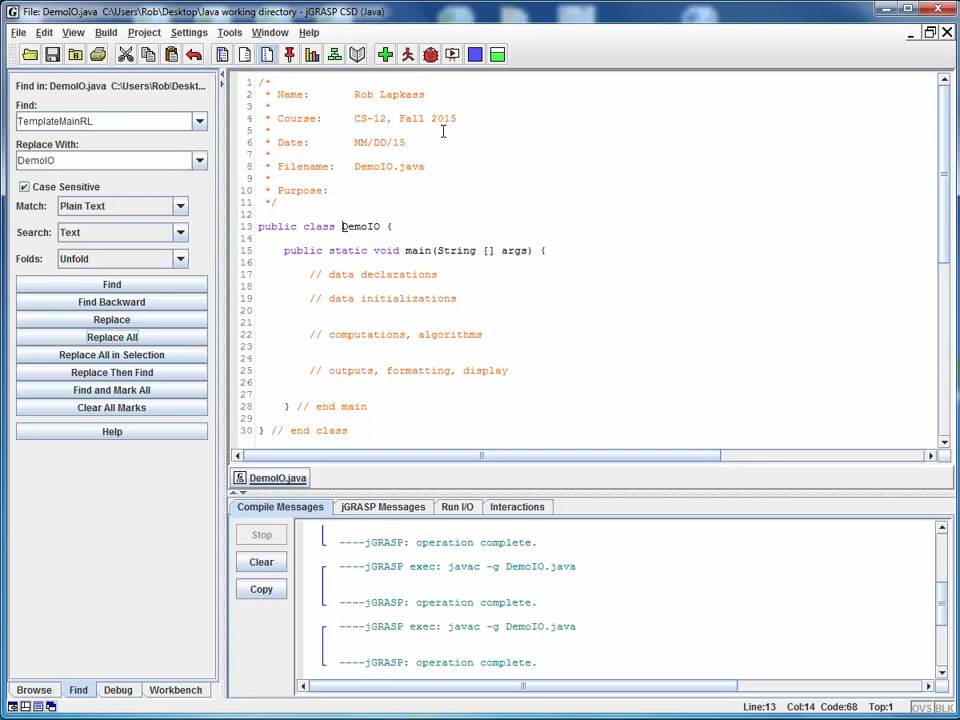 File: DemoIO.java  C:\Users\Rob\Desktop\Java working directory - jGRASP CSD (Java)
File Edit View Build Project Settings Tools Window Help
Find in: DemoIO.java  C:\Users\Rob\Deskt...
Find:
TemplateMainRL
Replace With:
DemoIO
Case Sensitive
Match: Plain Text
Search: Text
Folds: Unfold
Find
Find Backward
Replace
Replace All
Replace All in Selection
Replace Then Find
Find and Mark All
Clear All Marks
Help
Browse Find Debug Workbench
1 /*
2  * Name:       Rob Lapkass
3  *
4  * Course:     CS-12, Fall 2015
5  *
6  * Date:       MM/DD/15
7  *
8  * Filename:   DemoIO.java
9  *
10  * Purpose:
11  */
12
13 public class DemoIO {
14
15     public static void main(String [] args) {
16
17         // data declarations
18
19         // data initializations
20
21
22         // computations, algorithms
23
24
25         // outputs, formatting, display
26
27
28     } // end main
29
30 } // end class
DemoIO.java
Compile Messages jGRASP Messages Run I/O Interactions
Stop
Clear
Copy
----jGRASP: operation complete.
----jGRASP exec: javac -g DemoIO.java
----jGRASP: operation complete.
----jGRASP exec: javac -g DemoIO.java
----jGRASP: operation complete.
Line:13 Col:14 Code:68 Top:1 OVS BLK